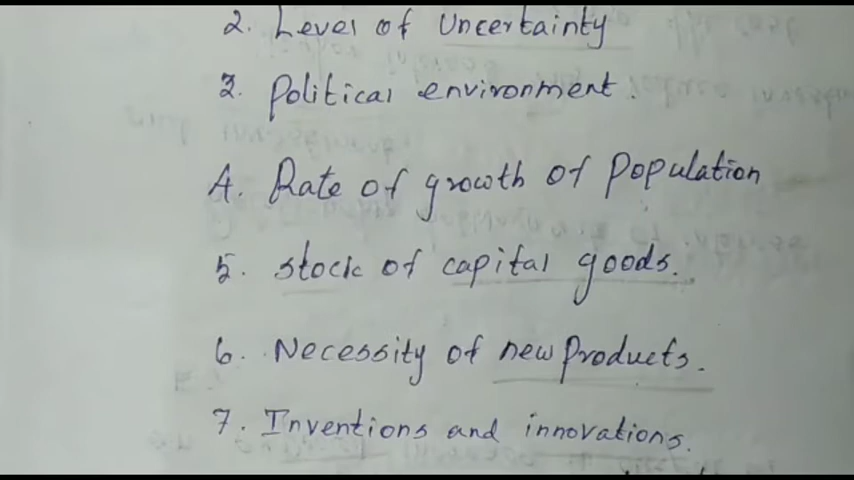 2. Level of Uncertainty
3. Political environment.
4. Rate of growth of population
5. stock of capital goods.
6. Necessity of new products.
7. Inventions and innovations.